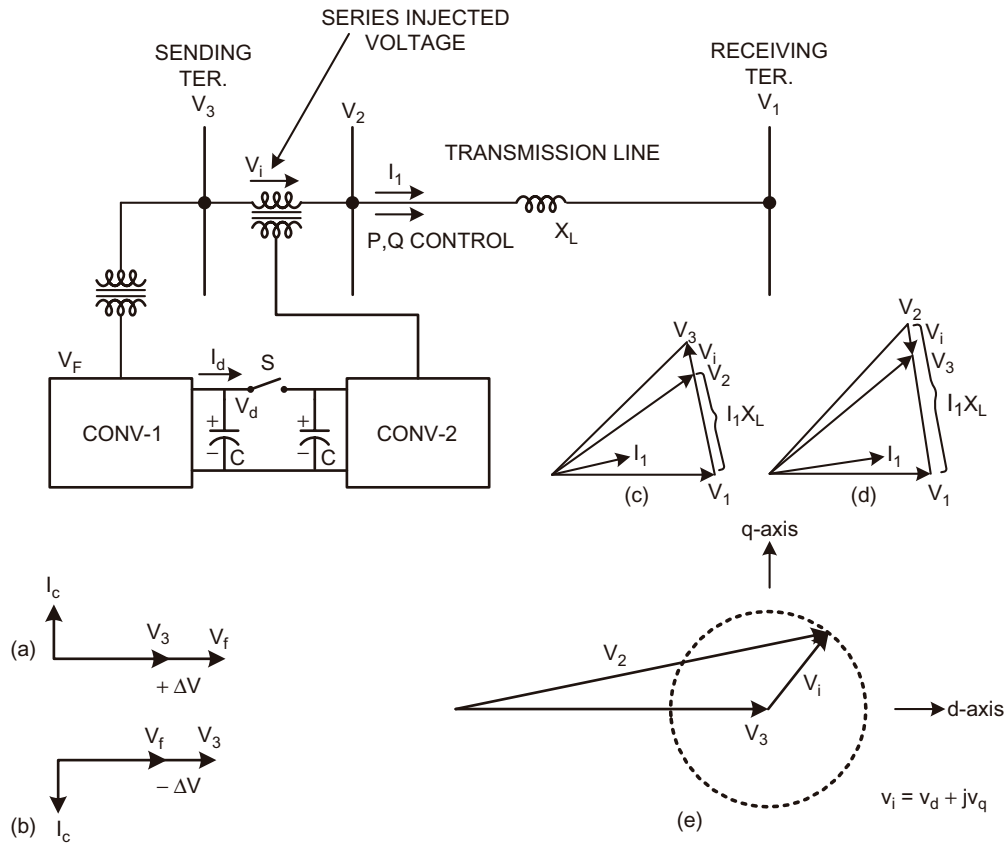 SERIES INJECTED
VOLTAGE
SENDING
TER.
V3
RECEIVING
TER.
V1
V2
TRANSMISSION LINE
Vi
I1
P,Q CONTROL
XL
VF
Id
S
Vd
CONV-1
+
–
C
+
–
C
CONV-2
V3
Vi
V2
I1XL
I1
V1
(c)
V2
Vi
V3
I1XL
I1
V1
(d)
q-axis
Ic
(a)
V3
Vf
+ ΔV
V2
Vi
V3
d-axis
Vf
V3
– ΔV
(b)
Ic
(e)
vi = vd + jvq